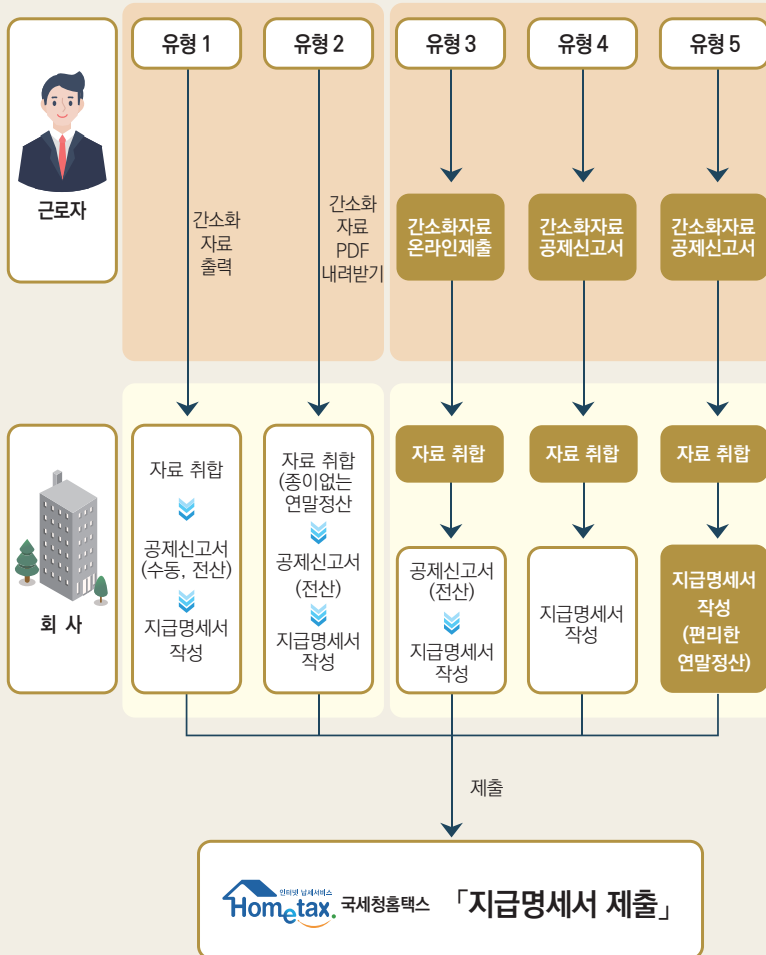 유형 1
유형 2
유형 3
유형 4
유형 5
근로자
간소화
자료
출력
간소화
자료
PDF
내려받기
간소화자료
온라인제출
간소화자료
공제신고서
간소화자료
공제신고서
회 사
자료 취합
공제신고서
(수동, 전산)
지급명세서
작성
자료 취합
(종이없는
연말정산
공제신고서
(전산)
지급명세서
작성
자료 취합
공제신고서
(전산)
지급명세서
작성
자료 취합
지급명세서
작성
자료 취합
지급명세서
작성
(편리한
연말정산)
제출
인터넷 납세서비스
Hometax. 국세청홈택스 「지급명세서 제출」